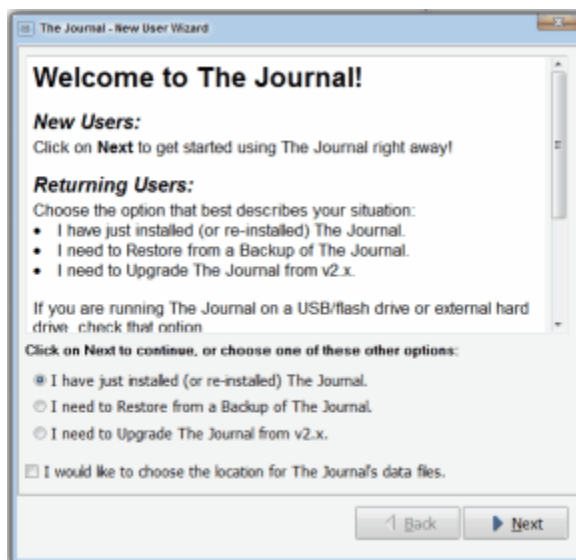 The Journal - New User Wizard
Welcome to The Journal!
New Users:
Click on Next to get started using The Journal right away!
Returning Users:
Choose the option that best describes your situation:
• I have just installed (or re-installed) The Journal.
• I need to Restore from a Backup of The Journal.
• I need to Upgrade The Journal from v2.x.
If you are running The Journal on a USB/flash drive or external hard
drive, check that option
Click on Next to continue, or choose one of these other options:
I have just installed (or re-installed) The Journal.
I need to Restore from a Backup of The Journal.
I need to Upgrade The Journal from v2.x.
I would like to choose the location for The Journal's data files.
Back
Next